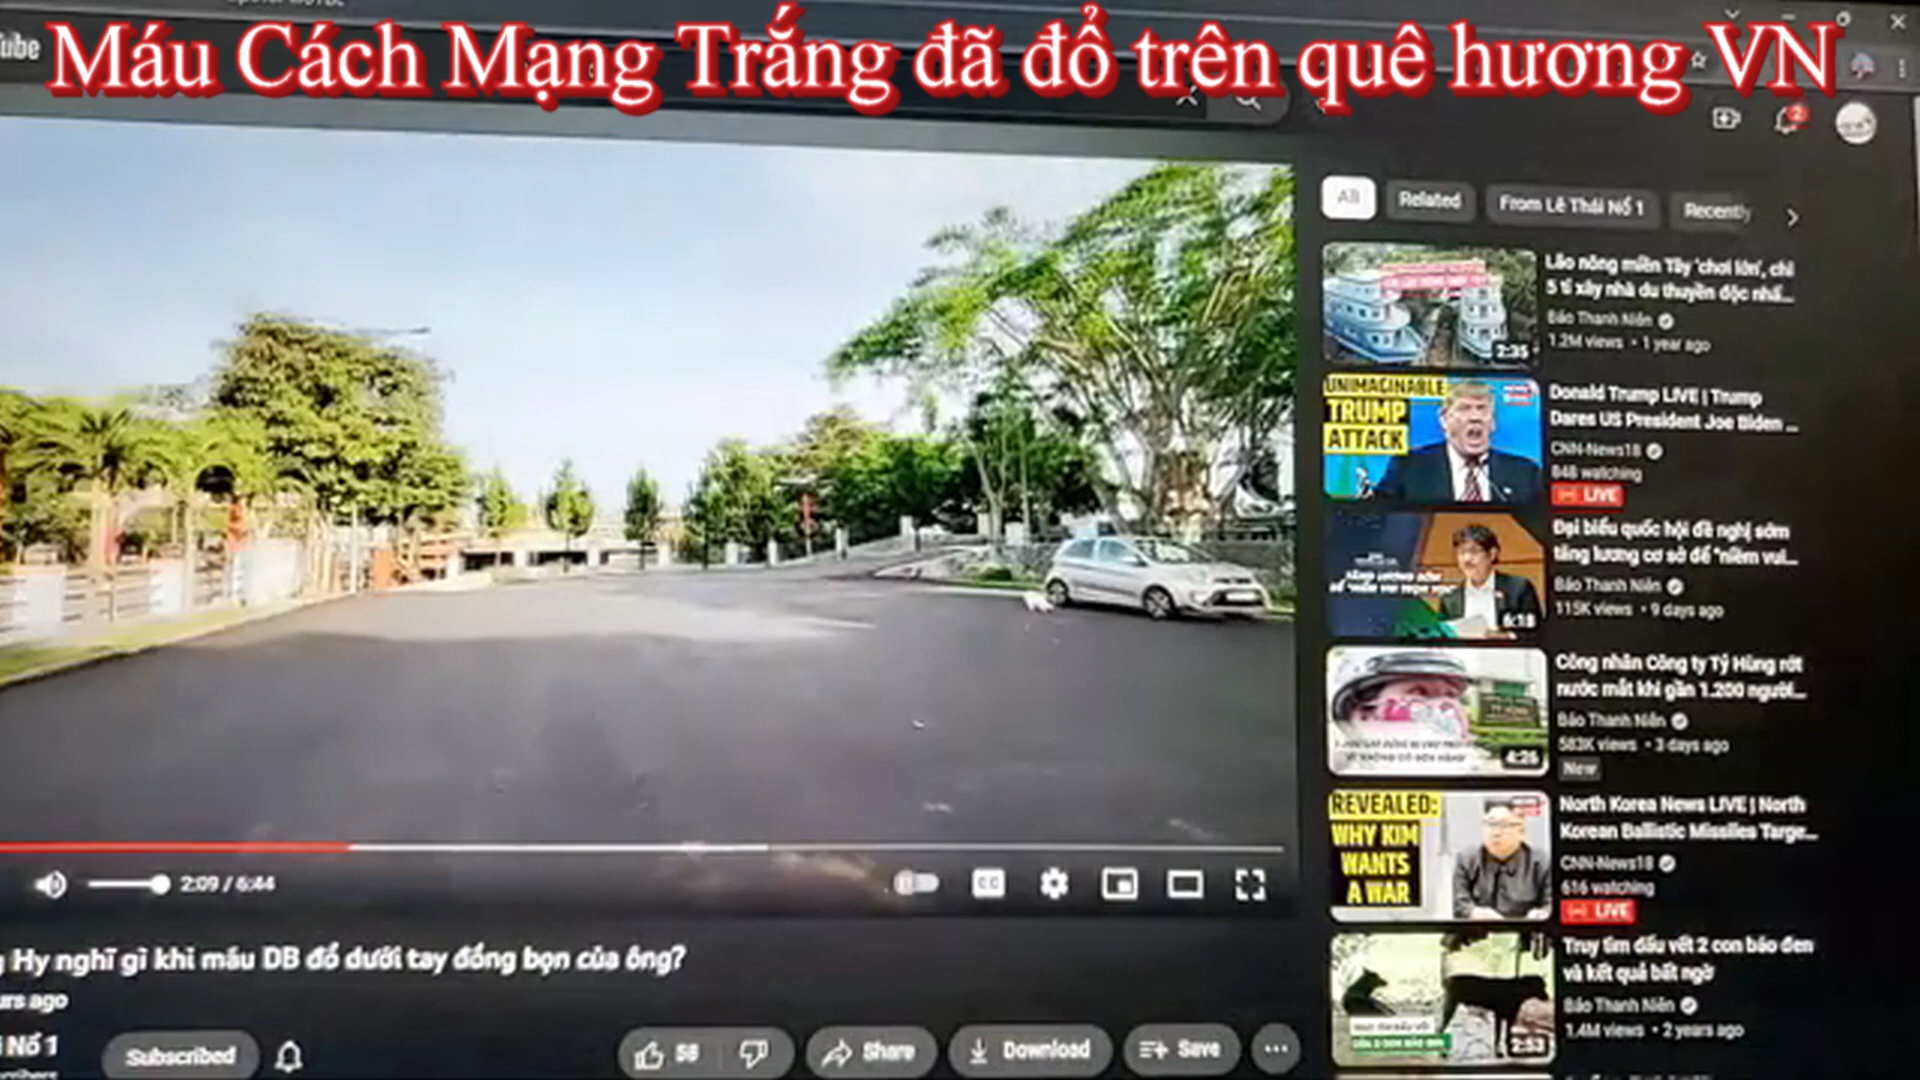 Máu Cách Mạng Trắng đã đổ trên quê hương VN
2
All
Related
From Lê Thái Nổ 1
Recently
Lão nông miền Tây 'chơi lớn', chi
5 tỉ xây nhà du thuyền độc nhấ...
Báo Thanh Niên
1.2M views • 1 year ago
2:35
UNIMAGINABLE
TRUMP
ATTACK
Donald Trump LIVE | Trump
Dares US President Joe Biden ...
CNN-News18
848 watching
LIVE
Đại biểu quốc hội đề nghị sớm
tăng lương cơ sở để "niềm vui...
Báo Thanh Niên
115K views • 9 days ago
6:18
Công nhân Công ty Tỷ Hùng rớt
nước mắt khi gần 1.200 người...
Báo Thanh Niên
583K views • 3 days ago
New
4:26
REVEALED:
WHY KIM
WANTS
A WAR
North Korea News LIVE | North
Korean Ballistic Missiles Targe...
CNN-News18
616 watching
LIVE
Truy tìm dấu vết 2 con báo đen
và kết quả bất ngờ
Báo Thanh Niên
1.4M views • 2 years ago
2:53
2:09 / 6:44
CC
Hy nghĩ gì khi máu DB đổ dưới tay đồng bọn của ông?
urs ago
Nổ 1
Subscribed
58
Share
Download
Save